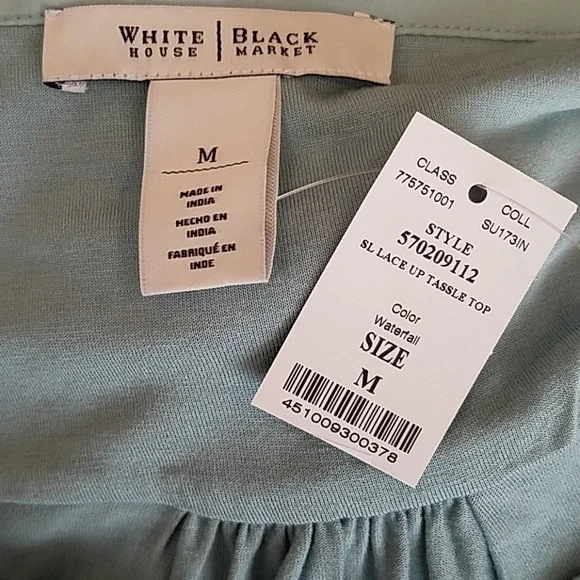 WHITE HOUSE | BLACK MARKET
M
MADE IN
INDIA
HECHO EN
INDIA
FABRIQUÉ EN
INDE
CLASS
775751001
COLL
SU173IN
STYLE
570209112
SL LACE UP TASSLE TOP
Color
Waterfall
SIZE
M
451009300378